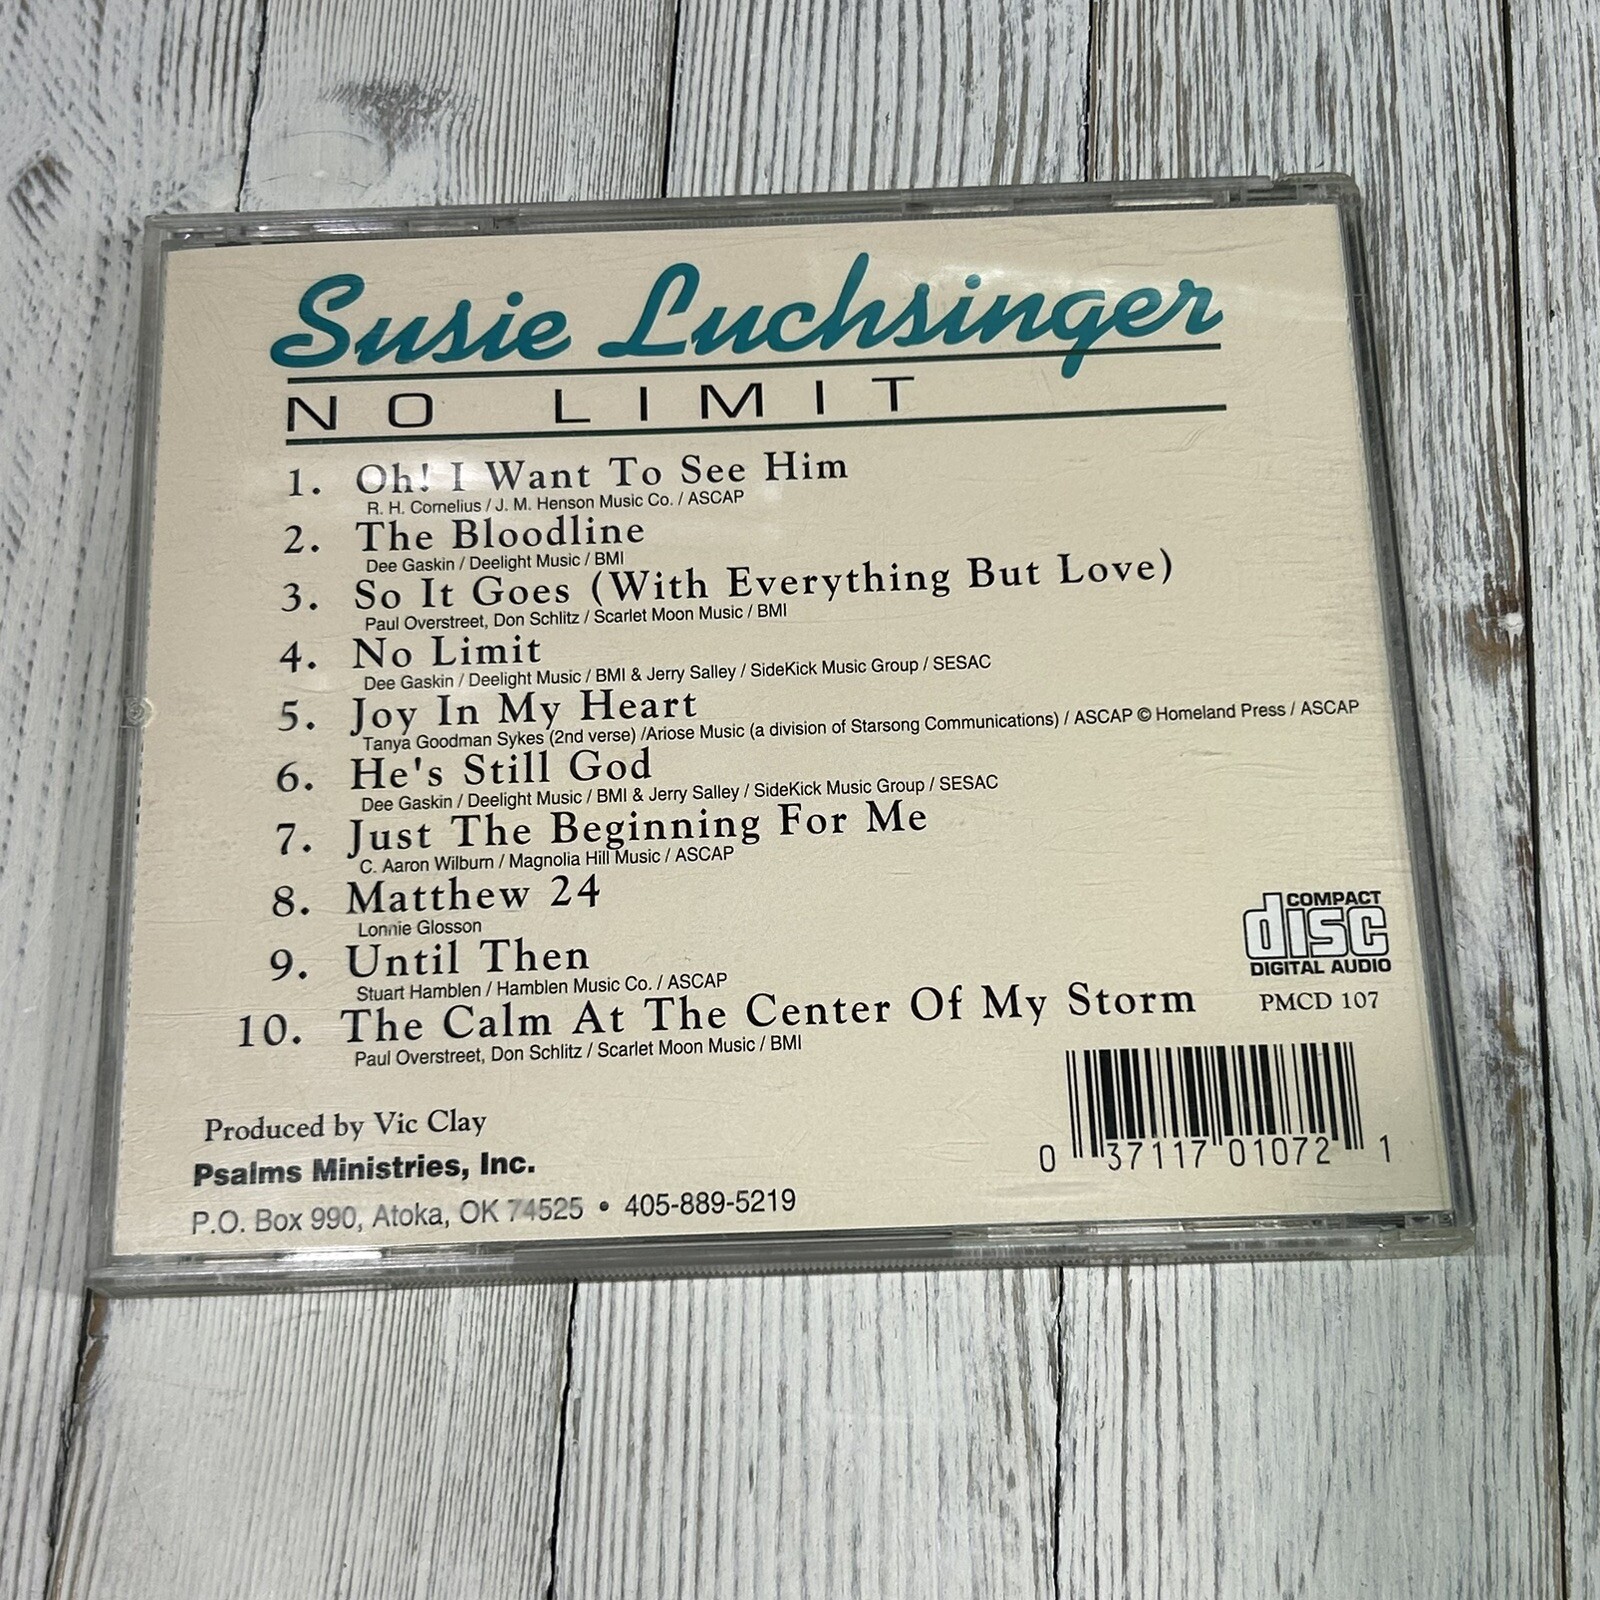 Susie Luchsinger
NO LIMIT
1. Oh! I Want To See Him
R. H. Cornelius / J. M. Henson Music Co. / ASCAP
2. The Bloodline
Dee Gaskin / Deelight Music / BMI
3. So It Goes (With Everything But Love)
Paul Overstreet, Don Schlitz / Scarlet Moon Music / BMI
4. No Limit
Dee Gaskin / Deelight Music / BMI & Jerry Salley / SideKick Music Group / SESAC
5. Joy In My Heart
Tanya Goodman Sykes (2nd verse) /Ariose Music (a division of Starsong Communications) / ASCAP © Homeland Press / ASCAP
6. He's Still God
Dee Gaskin / Deelight Music / BMI & Jerry Salley / SideKick Music Group / SESAC
7. Just The Beginning For Me
C. Aaron Wilburn / Magnolia Hill Music / ASCAP
8. Matthew 24
Lonnie Glosson
9. Until Then
Stuart Hamblen / Hamblen Music Co. / ASCAP
10. The Calm At The Center Of My Storm
Paul Overstreet, Don Schlitz / Scarlet Moon Music / BMI
COMPACT
disc
DIGITAL AUDIO
PMCD 107
0 37117 01072 1
Produced by Vic Clay
Psalms Ministries, Inc.
P.O. Box 990, Atoka, OK 74525 • 405-889-5219